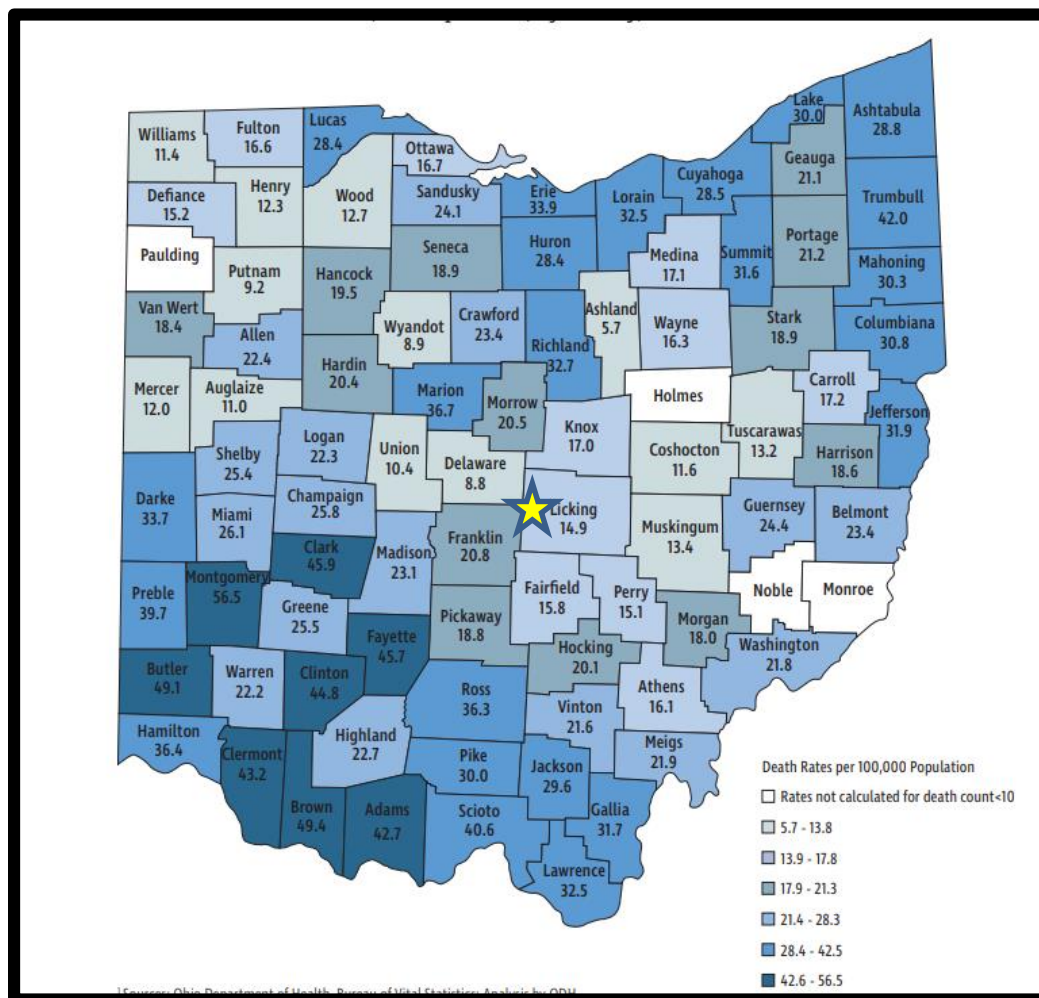 Lake
30.0
Ashtabula
28.8
Williams
11.4
Fulton
16.6
Lucas
28.4
Ottawa
16.7
Geauga
21.1
Cuyahoga
28.5
Defiance
15.2
Henry
12.3
Wood
12.7
Sandusky
24.1
Erie
33.9
Lorain
32.5
Trumbull
42.0
Paulding
Putnam
9.2
Hancock
19.5
Seneca
18.9
Huron
28.4
Medina
17.1
Summit
31.6
Portage
21.2
Mahoning
30.3
Van Wert
18.4
Allen
22.4
Wyandot
8.9
Crawford
23.4
Richland
32.7
Ashland
5.7
Wayne
16.3
Stark
18.9
Columbiana
30.8
Mercer
12.0
Auglaize
11.0
Hardin
20.4
Marion
36.7
Morrow
20.5
Holmes
Carroll
17.2
Jefferson
31.9
Shelby
25.4
Logan
22.3
Union
10.4
Delaware
8.8
Knox
17.0
Coshocton
11.6
Tuscarawas
13.2
Harrison
18.6
Darke
33.7
Miami
26.1
Champaign
25.8
Licking
14.9
Muskingum
13.4
Guernsey
24.4
Belmont
23.4
Clark
45.9
Madison
23.1
Franklin
20.8
Preble
39.7
Montgomery
56.5
Greene
25.5
Fayette
45.7
Pickaway
18.8
Fairfield
15.8
Perry
15.1
Morgan
18.0
Noble
Monroe
Butler
49.1
Warren
22.2
Clinton
44.8
Ross
36.3
Hocking
20.1
Athens
16.1
Washington
21.8
Hamilton
36.4
Clermont
43.2
Highland
22.7
Pike
30.0
Vinton
21.6
Meigs
21.9
Brown
49.4
Adams
42.7
Scioto
40.6
Jackson
29.6
Gallia
31.7
Lawrence
32.5
Death Rates per 100,000 Population
Rates not calculated for death count<10
5.7 - 13.8
13.9 - 17.8
17.9 - 21.3
21.4 - 28.3
28.4 - 42.5
42.6 - 56.5
1 Sources: Ohio Department of Health, Bureau of Vital Statistics; Analysis by ODH